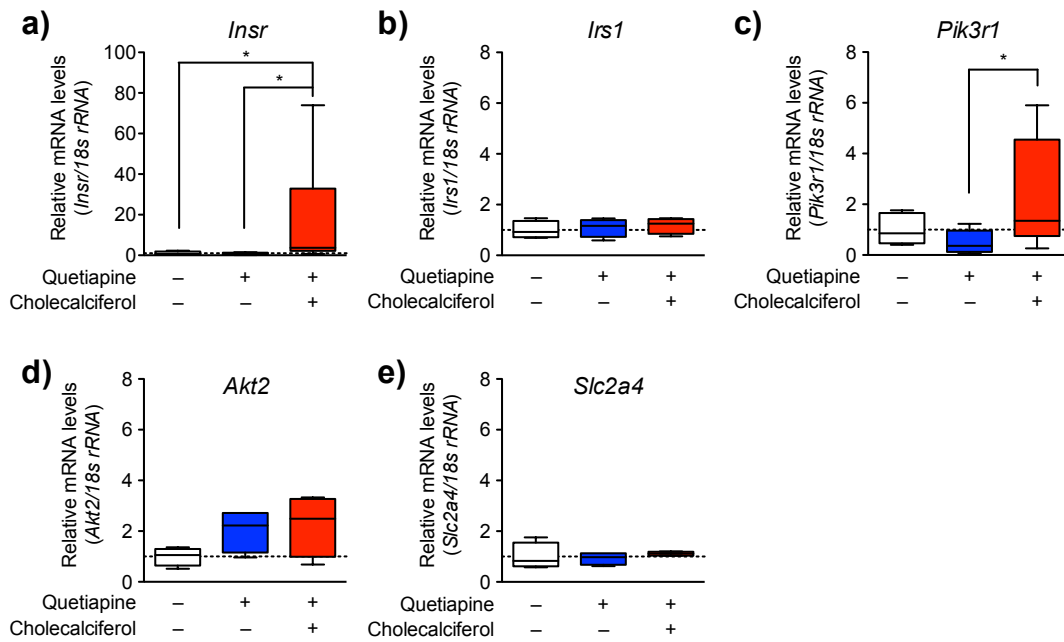 a)
Insr
Relative mRNA levels
(Insr/18s rRNA)
100
80
60
40
20
0
*
*
Quetiapine – + +
Cholecalciferol – – +
b)
Irs1
Relative mRNA levels
(Irs1/18s rRNA)
8
6
4
2
0
Quetiapine – + +
Cholecalciferol – – +
c)
Pik3r1
Relative mRNA levels
(Pik3r1/18s rRNA)
8
6
4
2
0
*
Quetiapine – + +
Cholecalciferol – – +
d)
Akt2
Relative mRNA levels
(Akt2/18s rRNA)
8
6
4
2
0
Quetiapine – + +
Cholecalciferol – – +
e)
Slc2a4
Relative mRNA levels
(Slc2a4/18s rRNA)
8
6
4
2
0
Quetiapine – + +
Cholecalciferol – – +